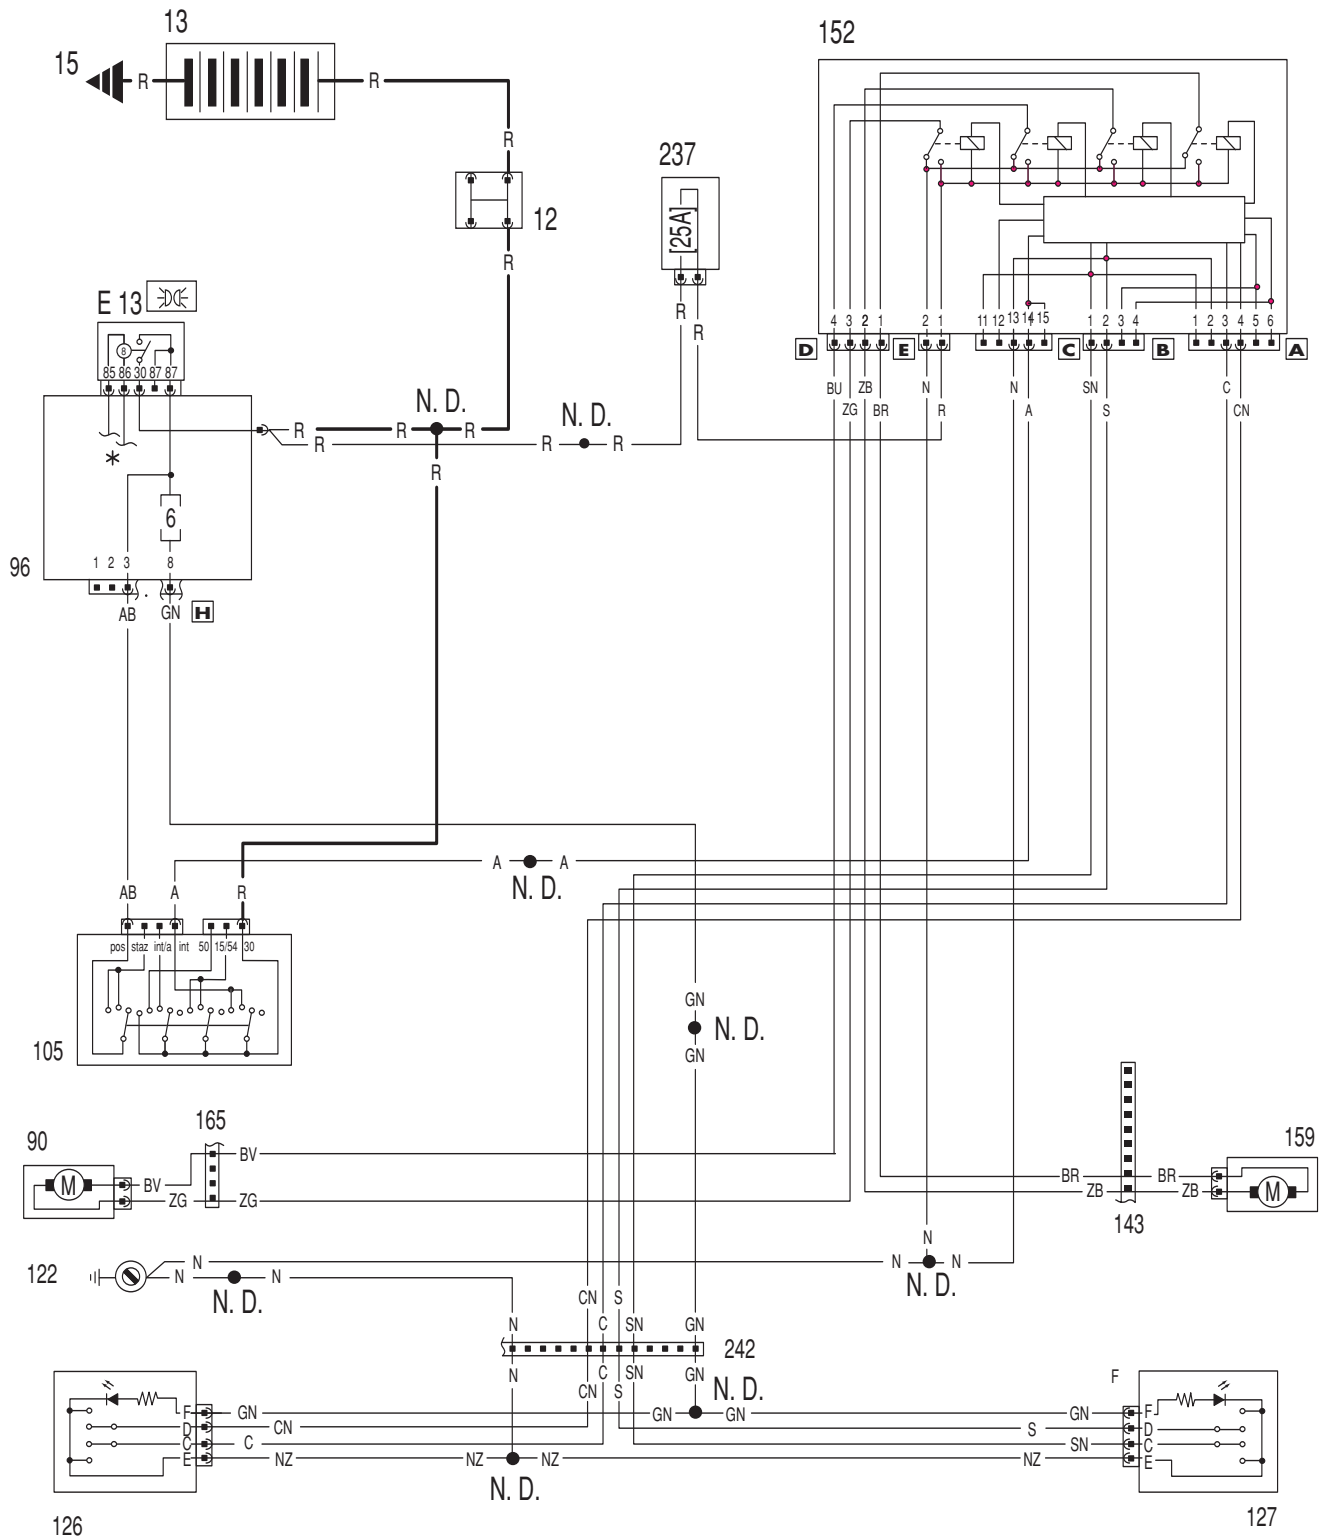 13
152
15
R
R
R
237
12
[25A]
R
E 13
8
85 86 30 87 87
11 12 13 14 15
1 2 3 4
1 2 3 4 5 6
4 3 2 1
2 1
R
R
D
E
C
B
A
BU
ZB
N
N
SN
C
ZG
BR
R
A
S
CN
N. D.
N. D.
R
R
R
R
R
R
R
*
6
96
1 2 3
8
AB
GN
H
A
A
N. D.
AB
A
R
pos staz int/a int
50 15/54 30
GN
N. D.
GN
105
165
90
159
BV
M
BV
BR
BR
ZG
ZG
ZB
ZB
M
143
N
N
N
N
122
N
N
N. D.
N. D.
CN
S
N
C
SN
GN
242
N
C
SN
GN
CN
S
N. D.
F
F
GN
GN
GN
GN
F
D
CN
S
D
C
C
SN
C
E
NZ
NZ
NZ
NZ
E
N. D.
126
127